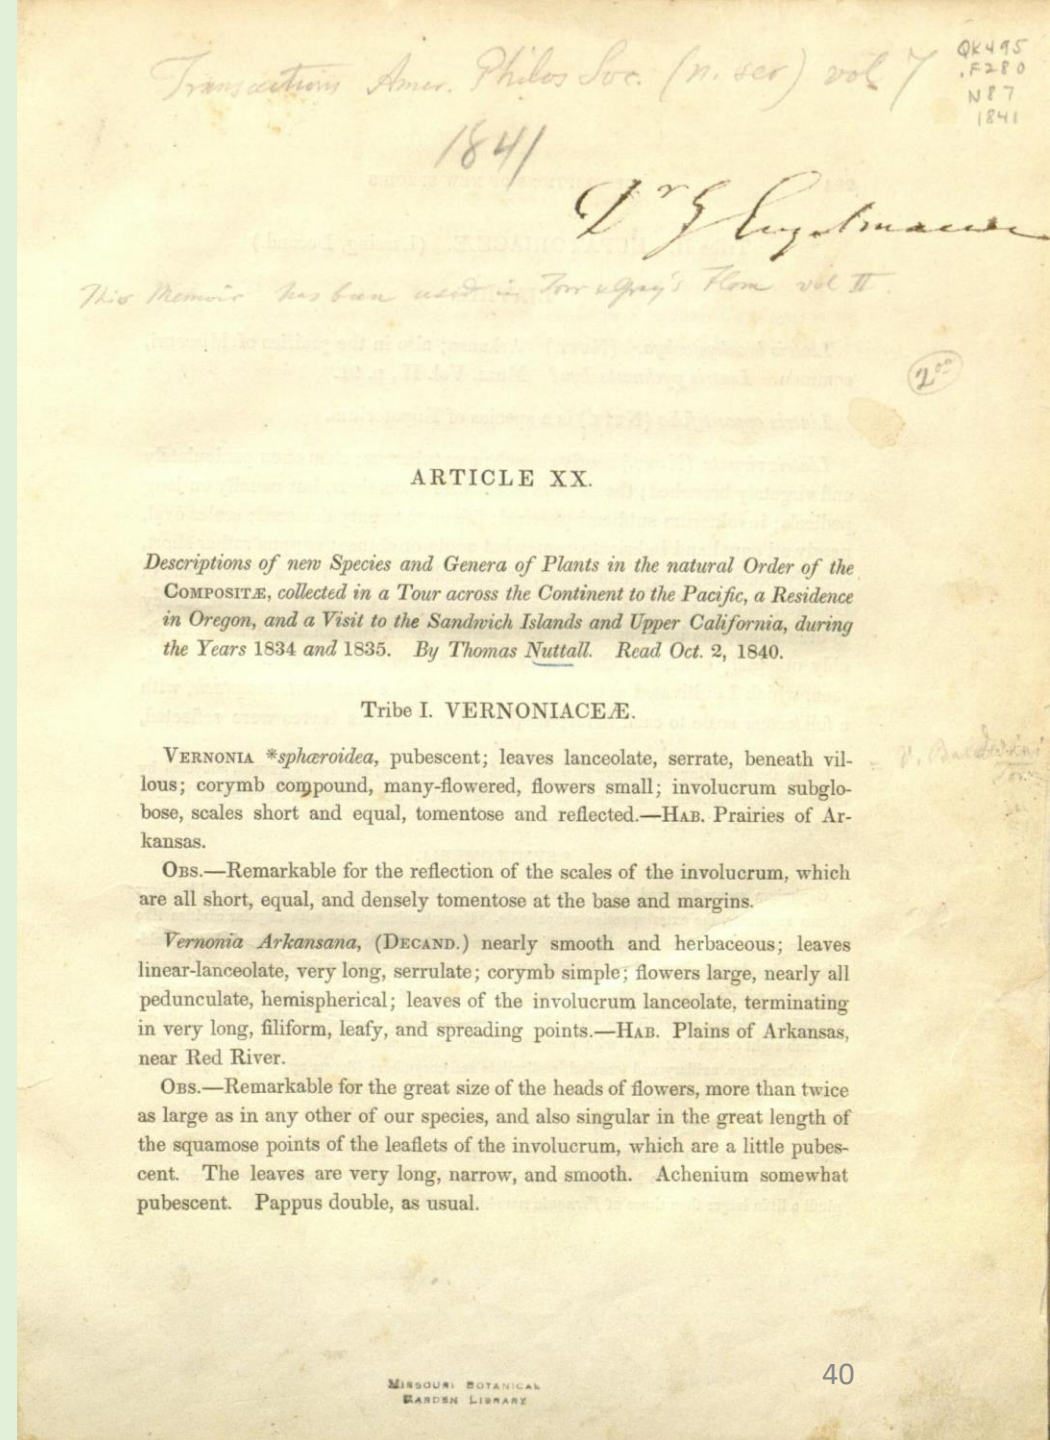 Transactions Amer. Philos Soc. (n. ser) vol 7
QK495
.F280
N87
1841
1841
Dr G Engelmann
This Memoir has been used in Torr & Gray's Flora vol II.
2⁰⁰
ARTICLE XX.
Descriptions of new Species and Genera of Plants in the natural Order of the
COMPOSITÆ, collected in a Tour across the Continent to the Pacific, a Residence
in Oregon, and a Visit to the Sandwich Islands and Upper California, during
the Years 1834 and 1835. By Thomas Nuttall. Read Oct. 2, 1840.
Tribe I. VERNONIACEÆ.
VERNONIA *sphæroidea, pubescent; leaves lanceolate, serrate, beneath vil-
lous; corymb compound, many-flowered, flowers small; involucrum subglo-
bose, scales short and equal, tomentose and reflected.—HAB. Prairies of Ar-
kansas.
= V. Baldwinii
Torr.
OBS.—Remarkable for the reflection of the scales of the involucrum, which
are all short, equal, and densely tomentose at the base and margins.
Vernonia Arkansana, (DECAND.) nearly smooth and herbaceous; leaves
linear-lanceolate, very long, serrulate; corymb simple; flowers large, nearly all
pedunculate, hemispherical; leaves of the involucrum lanceolate, terminating
in very long, filiform, leafy, and spreading points.—HAB. Plains of Arkansas,
near Red River.
OBS.—Remarkable for the great size of the heads of flowers, more than twice
as large as in any other of our species, and also singular in the great length of
the squamose points of the leaflets of the involucrum, which are a little pubes-
cent. The leaves are very long, narrow, and smooth. Achenium somewhat
pubescent. Pappus double, as usual.
40
MISSOURI BOTANICAL
GARDEN LIBRARY